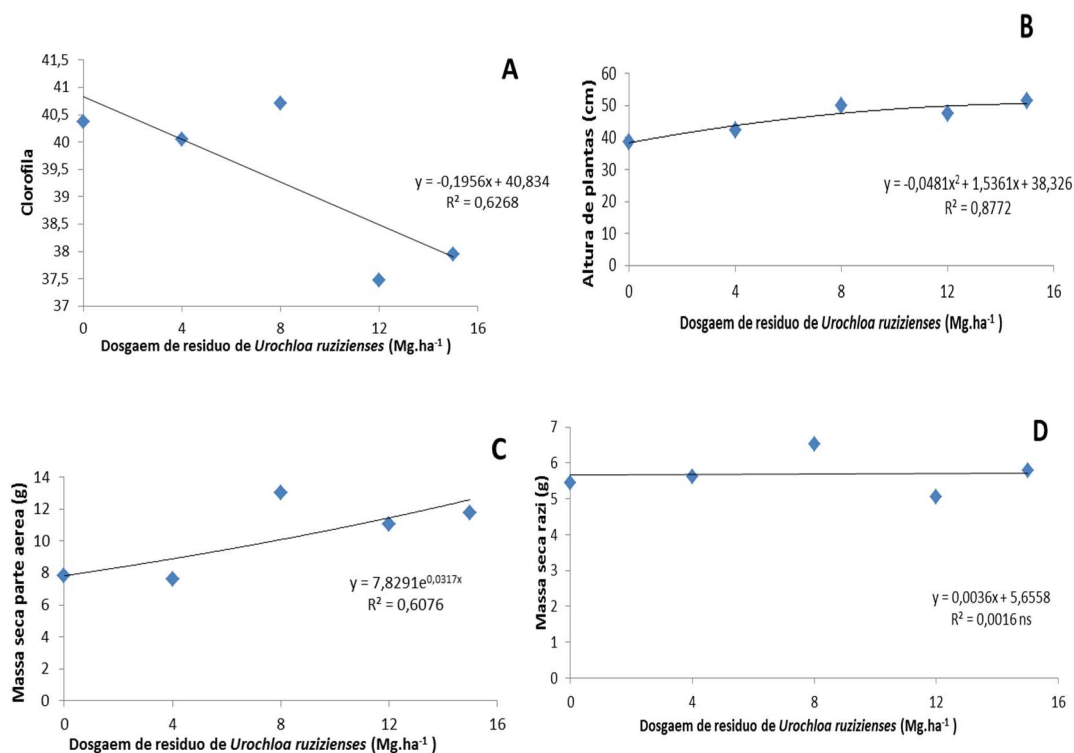 A
Clorofila
41,5
41
40,5
40
39,5
39
38,5
38
37,5
37
y = -0,1956x + 40,834
R² = 0,6268
0 4 8 12 16
Dosgaem de residuo de Urochloa ruzizienses (Mg.ha⁻¹ )
B
Altura de plantas (cm)
60
50
40
30
20
10
0
y = -0,0481x² + 1,5361x + 38,326
R² = 0,8772
0 4 8 12 16
Dosgaem de residuo de Urochloa ruzizienses (Mg.ha⁻¹ )
C
Massa seca parte aerea (g)
14
12
10
8
6
4
2
0
y = 7,8291e⁰,⁰³¹⁷ˣ
R² = 0,6076
0 4 8 12 16
Dosgaem de residuo de Urochloa ruzizienses (Mg.ha⁻¹ )
D
Massa seca razi (g)
7
6
5
4
3
2
1
0
y = 0,0036x + 5,6558
R² = 0,0016 ns
0 4 8 12 16
Dosgaem de residuo de Urochloa ruzizienses (Mg.ha⁻¹ )